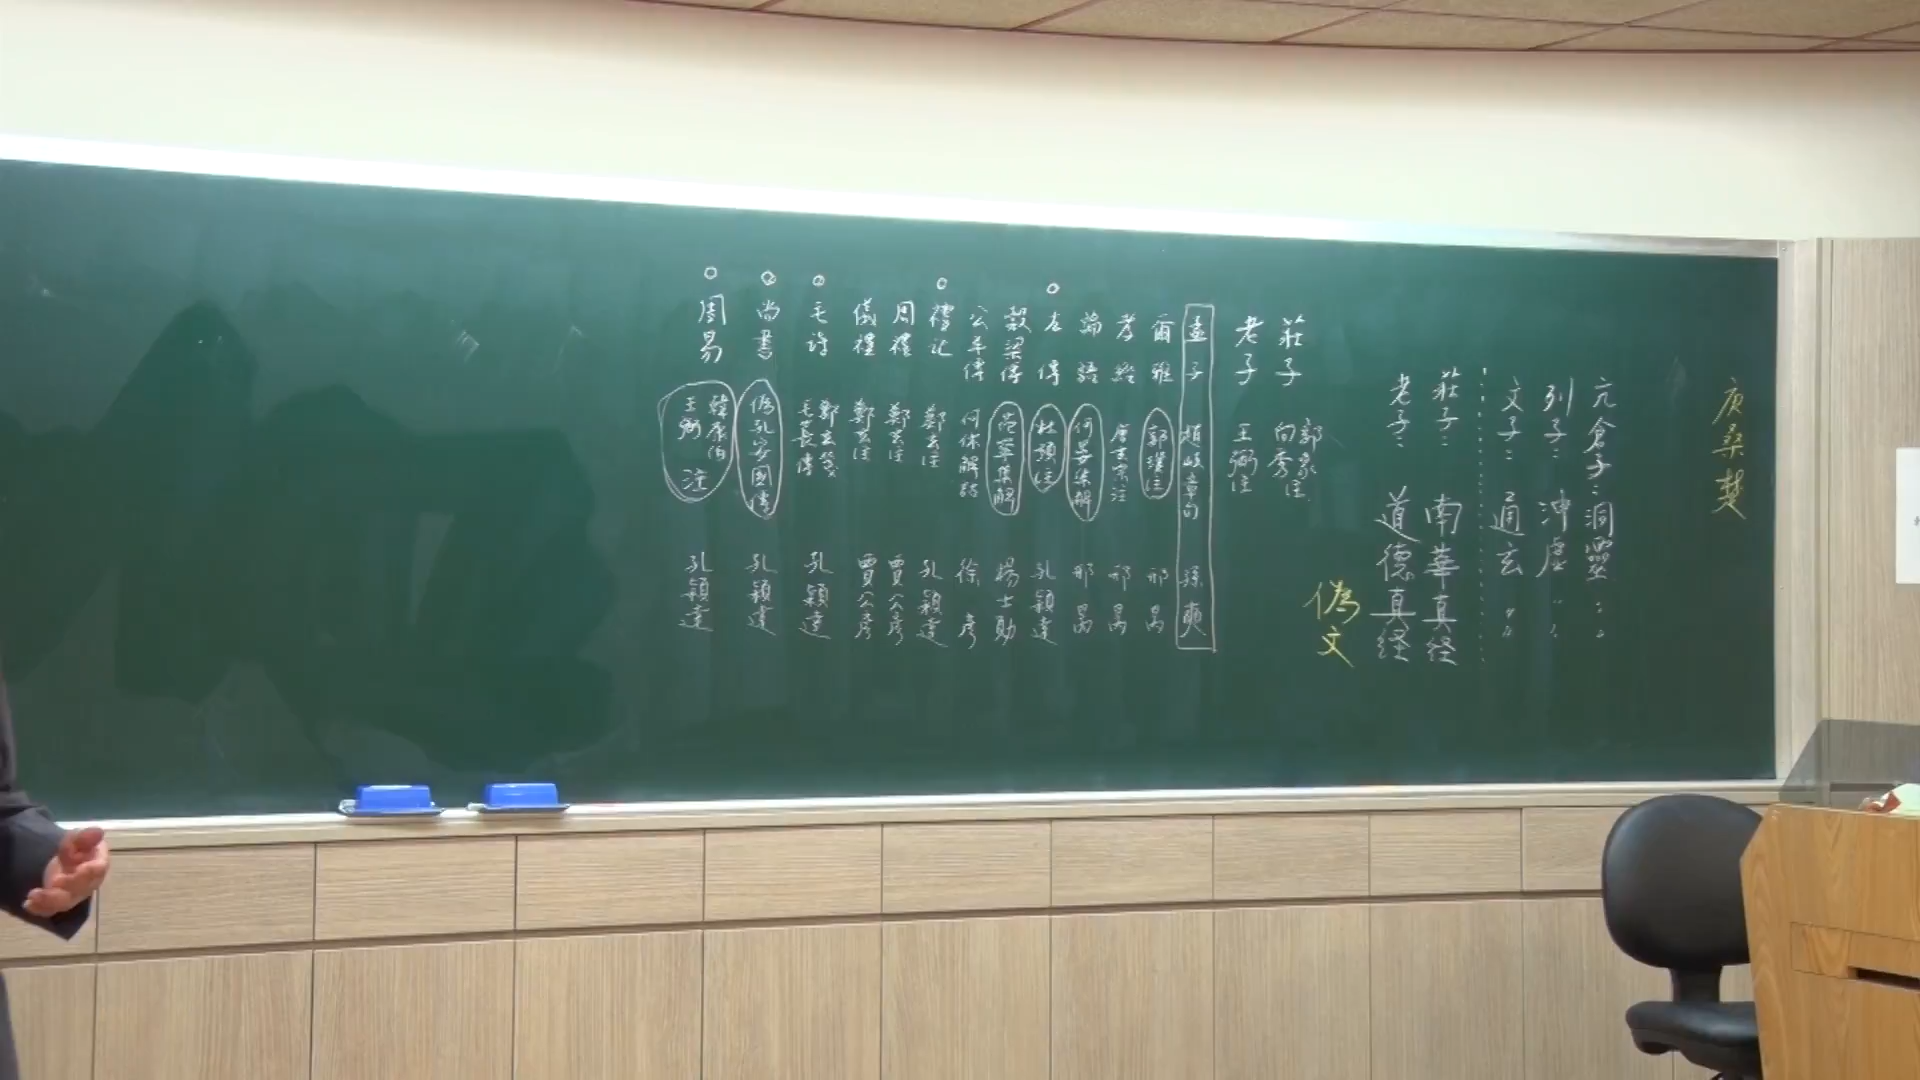 周易 王弼 韓康伯 注 孔穎達
尚書 偽孔安國傳 孔穎達
毛詩 毛萇傳 鄭玄箋 孔穎達
儀禮 鄭玄注 賈公彥
周禮 鄭玄注 賈公彥
禮記 鄭玄注 孔穎達
公羊傳 何休解詁 徐彥
穀梁傳 范甯集解 楊士勛
左傳 杜預注 孔穎達
論語 何晏集解 邢昺
孝經 唐玄宗注 邢昺
爾雅 郭璞注 邢昺
孟子 趙岐章句 孫奭
老子 王弼注
莊子 向秀 郭象注
偽文
老子: 道德真経
莊子: 南華真経
文子: 通玄〃〃
列子: 沖虛〃〃
亢倉子: 洞靈〃〃
庚桑楚